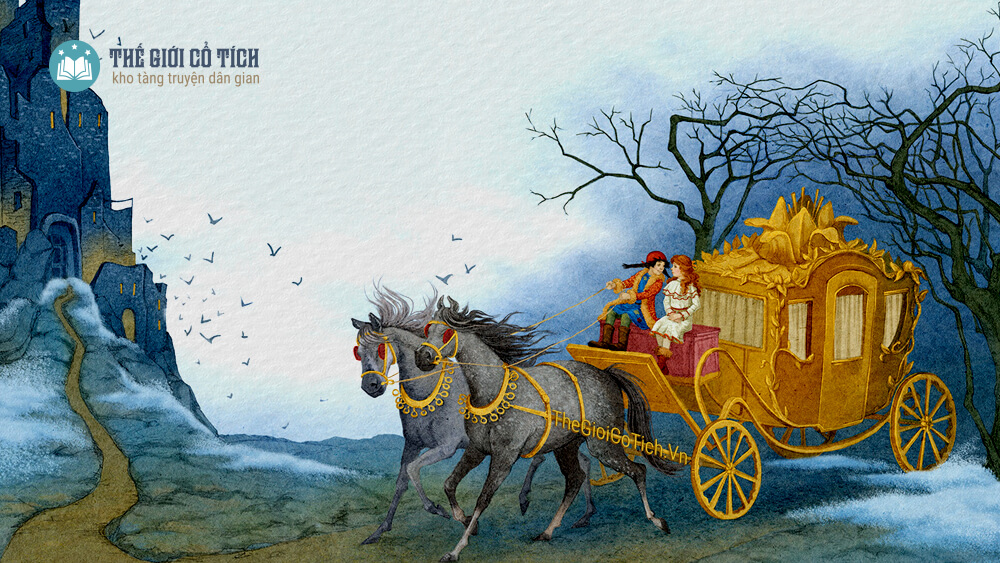 THẾ GIỚI CỔ TÍCH
kho tàng truyện dân gian
TheGioiCoTich.Vn